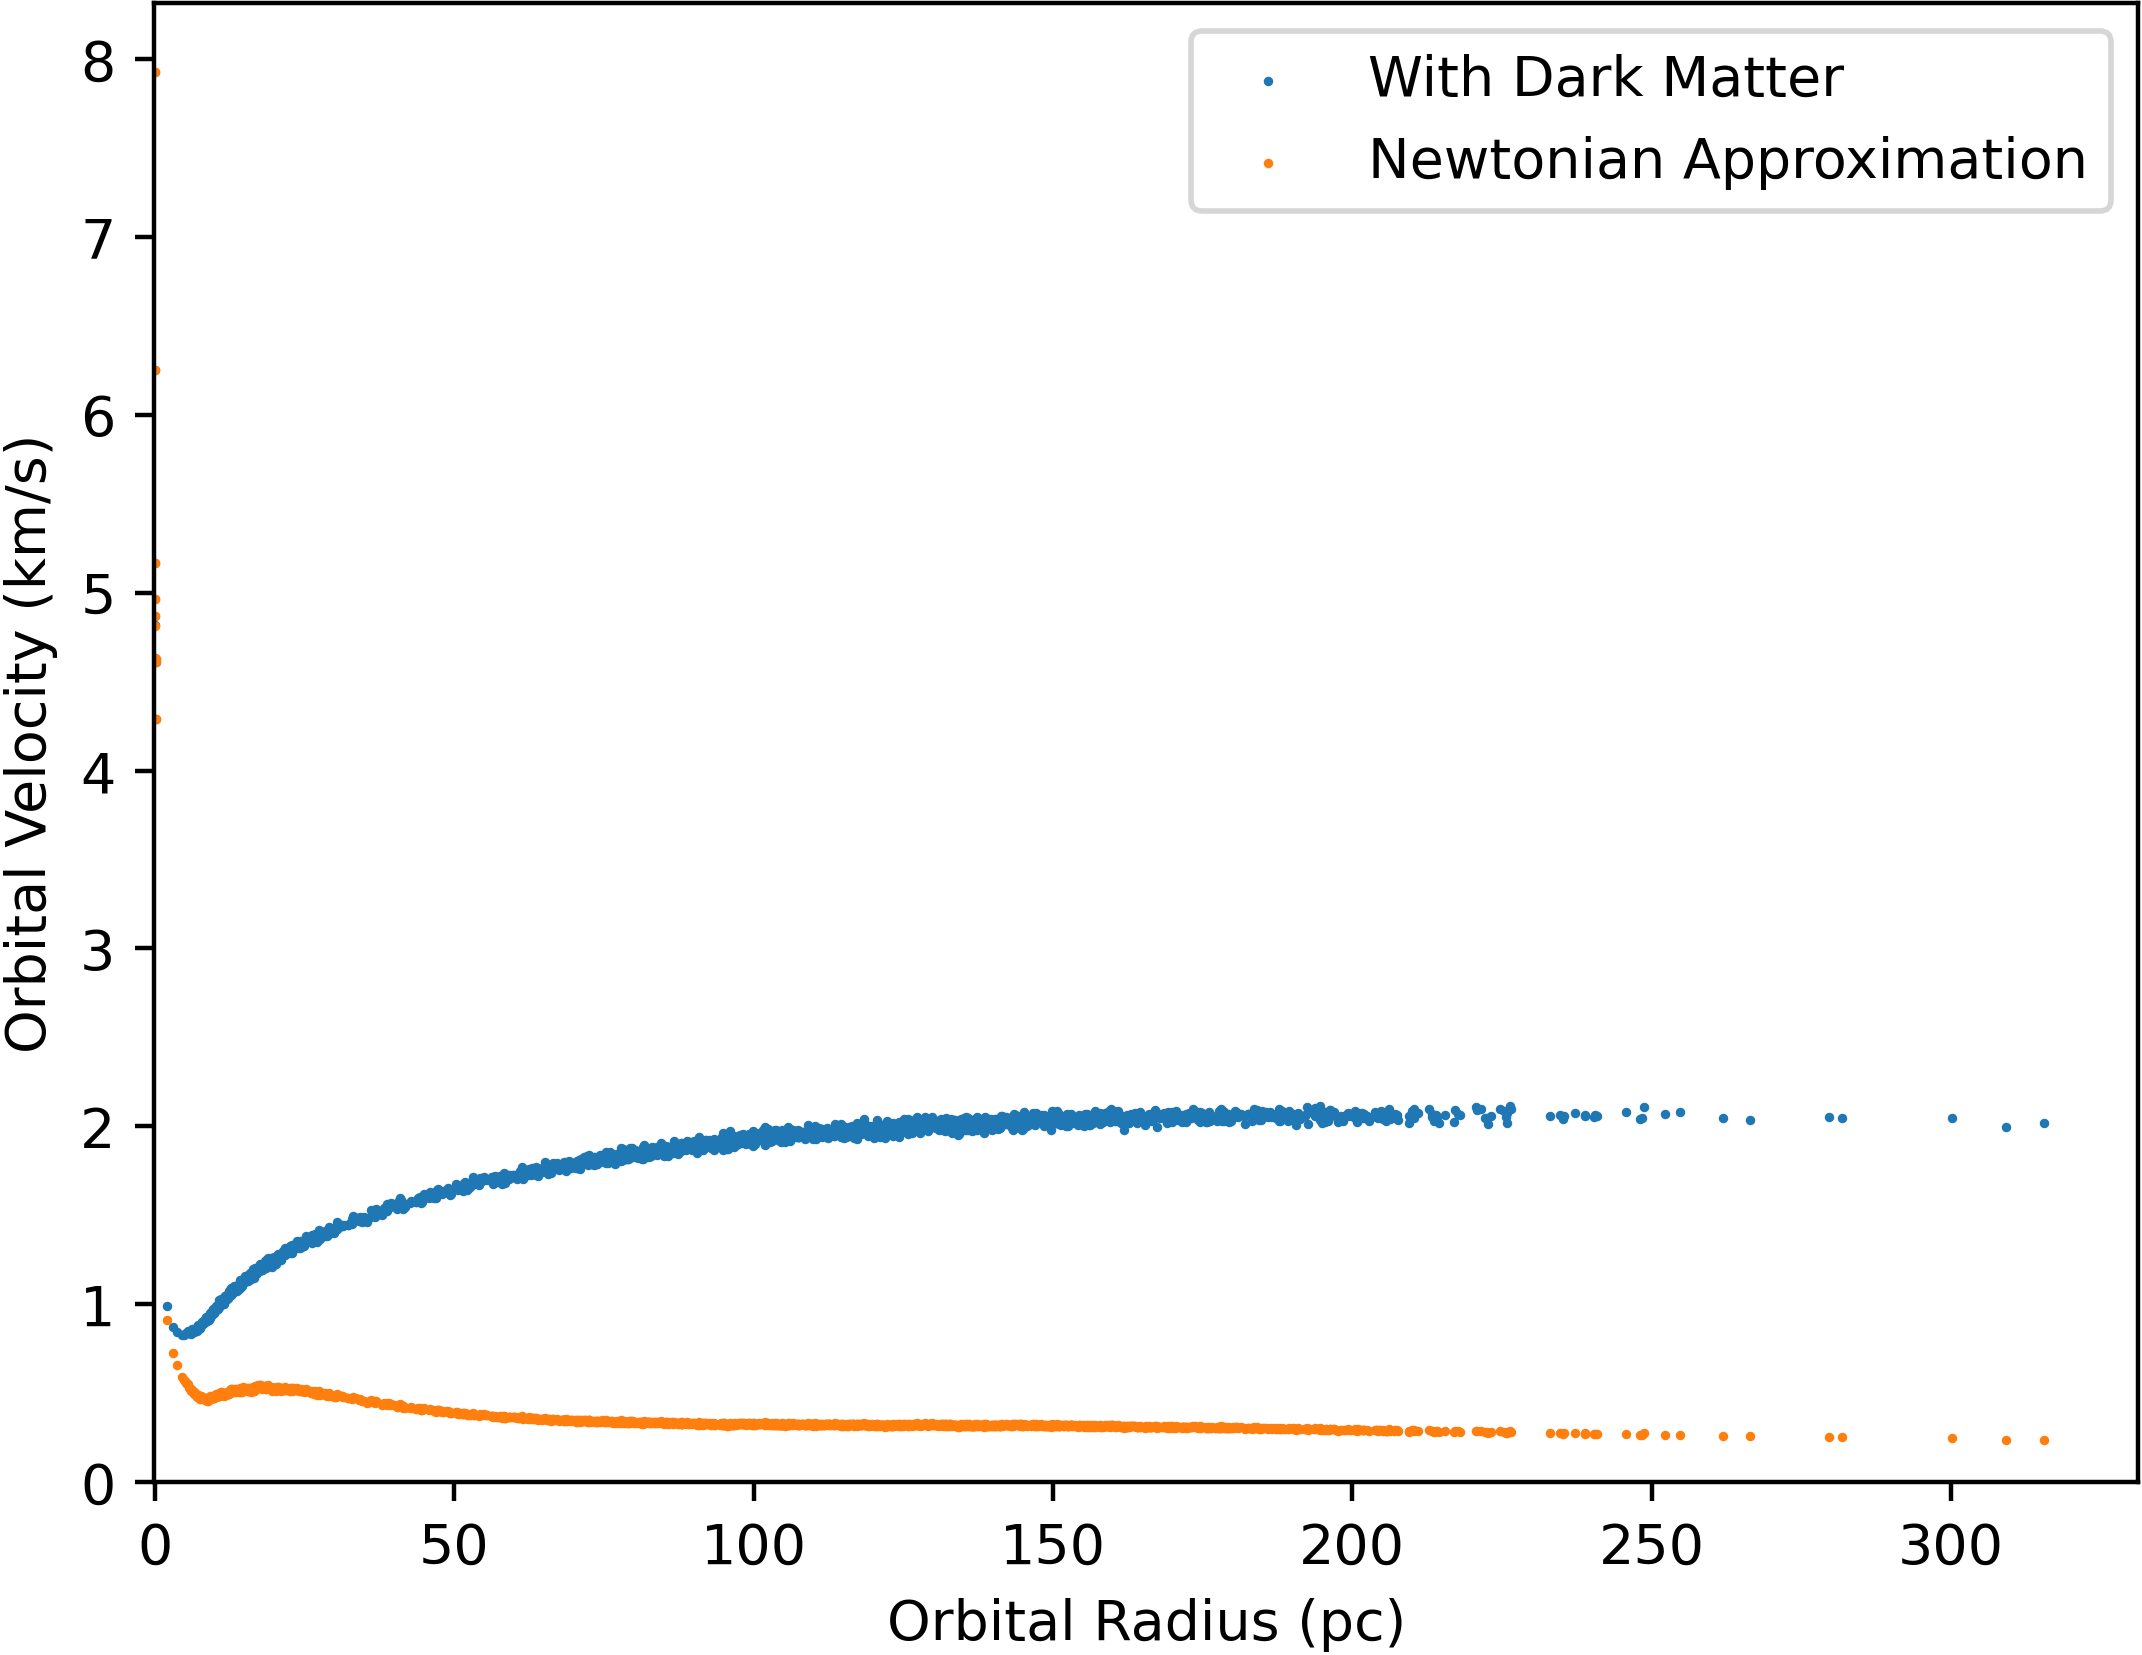 With Dark Matter
Newtonian Approximation
8
7
6
5
4
3
2
1
0
Orbital Velocity (km/s)
0 50 100 150 200 250 300
Orbital Radius (pc)